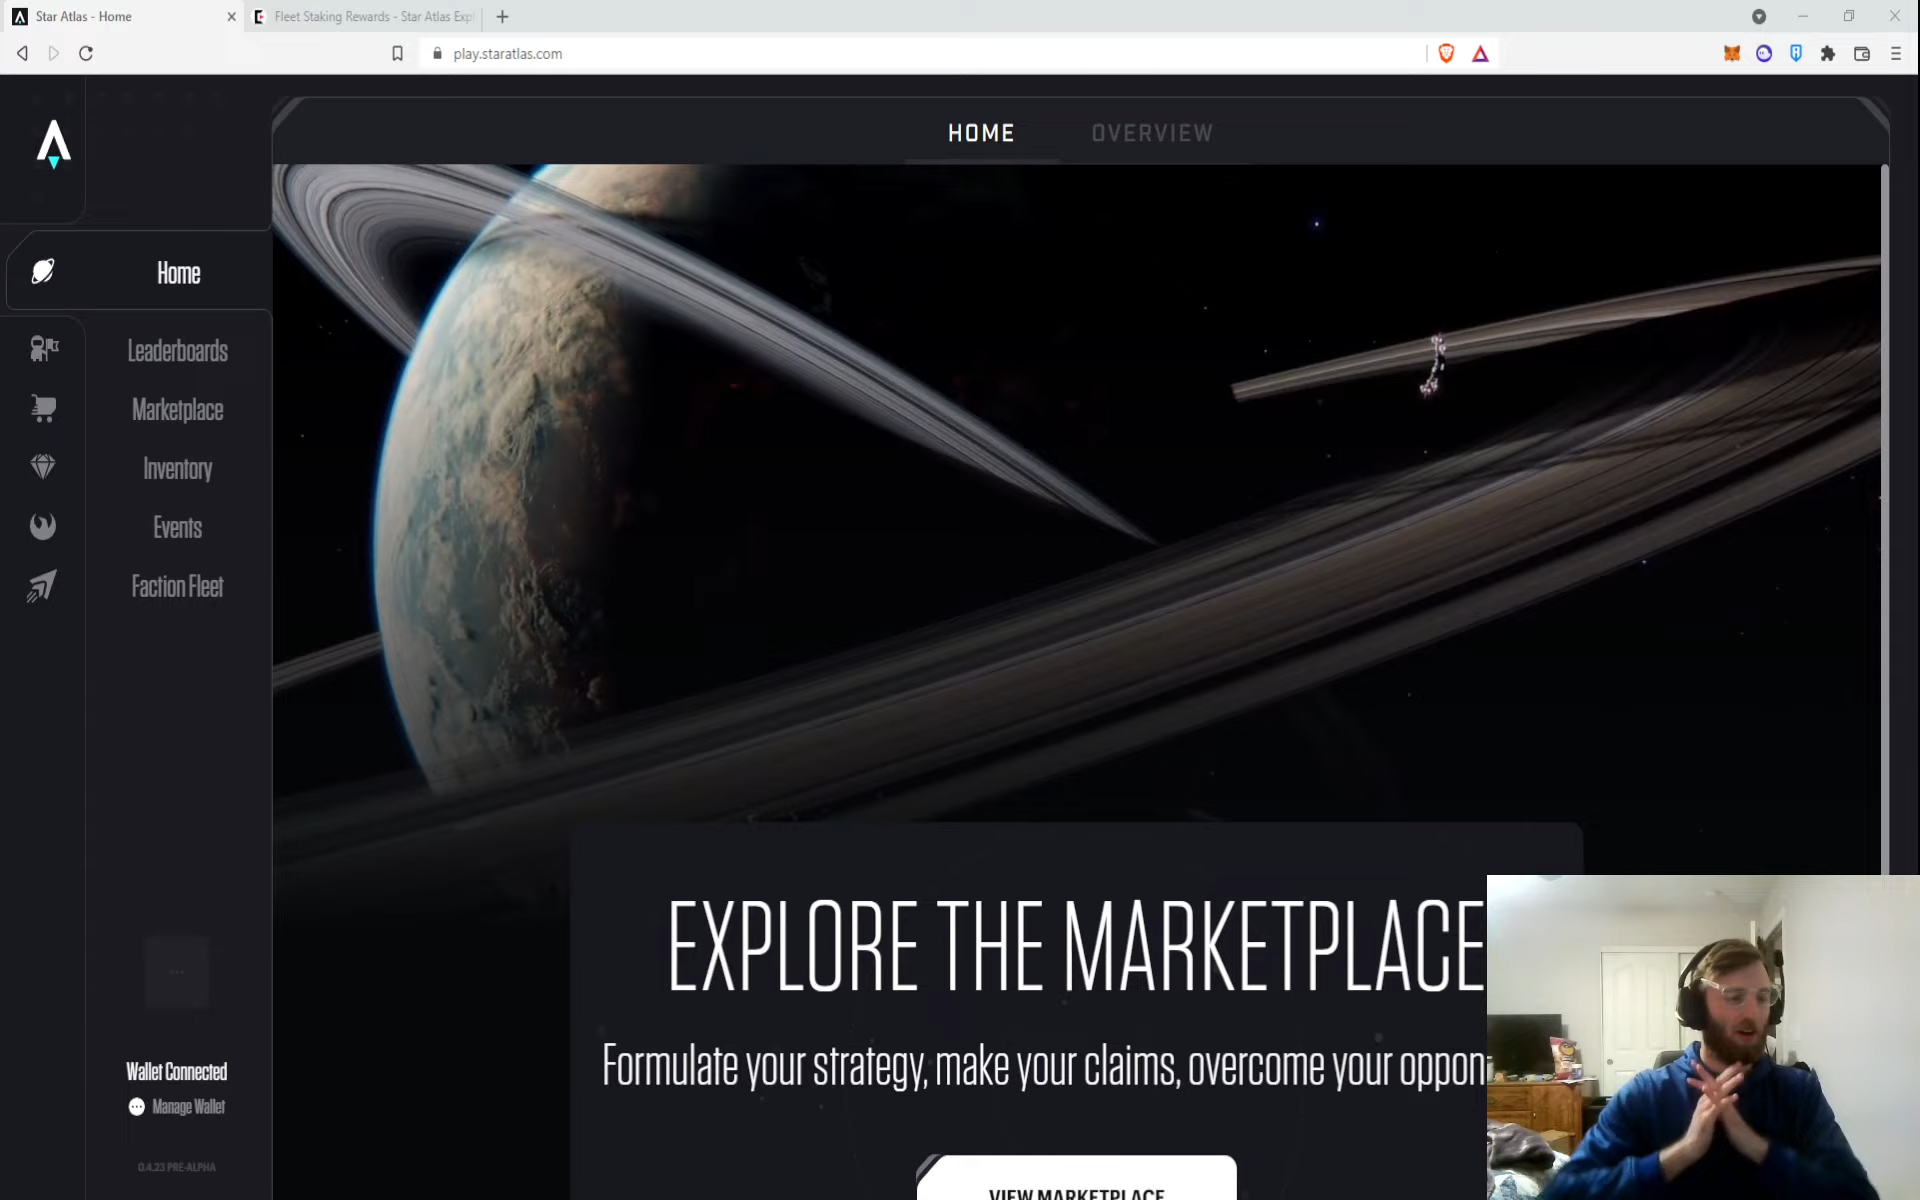 Star Atlas - Home
Fleet Staking Rewards - Star Atlas Exp
play.staratlas.com
HOME
OVERVIEW
Home
Leaderboards
Marketplace
Inventory
Events
Faction Fleet
EXPLORE THE MARKETPLACE
Formulate your strategy, make your claims, overcome your oppon
VIEW MARKETPLACE
Wallet Connected
Manage Wallet
0.4.23 PRE-ALPHA